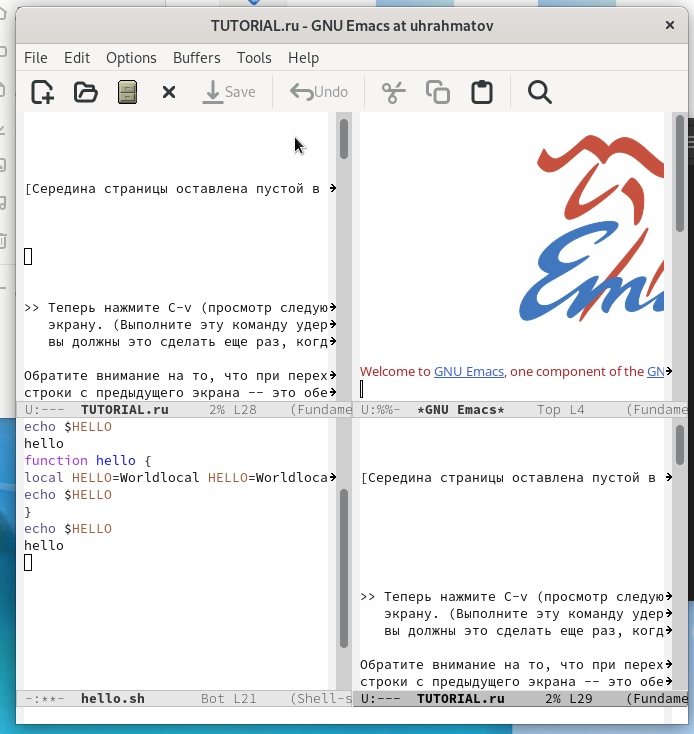 TUTORIAL.ru - GNU Emacs at uhrahmatov
File Edit Options Buffers Tools Help
Save Undo
[Середина страницы оставлена пустой в
>> Теперь нажмите C-v (просмотр следую
экрану. (Выполните эту команду удер
вы должны это сделать еще раз, когд
Обратите внимание на то, что при перех
строки с предыдущего экрана -- это обе
U:--- TUTORIAL.ru 2% L28 (Fundame
Em
Welcome to GNU Emacs, one component of the GN
U:%%- *GNU Emacs* Top L4 (Fundame
echo $HELLO
hello
function hello {
local HELLO=Worldlocal HELLO=Worldloca
echo $HELLO
}
echo $HELLO
hello
-:**- hello.sh Bot L21 (Shell-s
[Середина страницы оставлена пустой в
>> Теперь нажмите C-v (просмотр следую
экрану. (Выполните эту команду удер
вы должны это сделать еще раз, когд
Обратите внимание на то, что при перех
строки с предыдущего экрана -- это обе
U:--- TUTORIAL.ru 2% L29 (Fundame